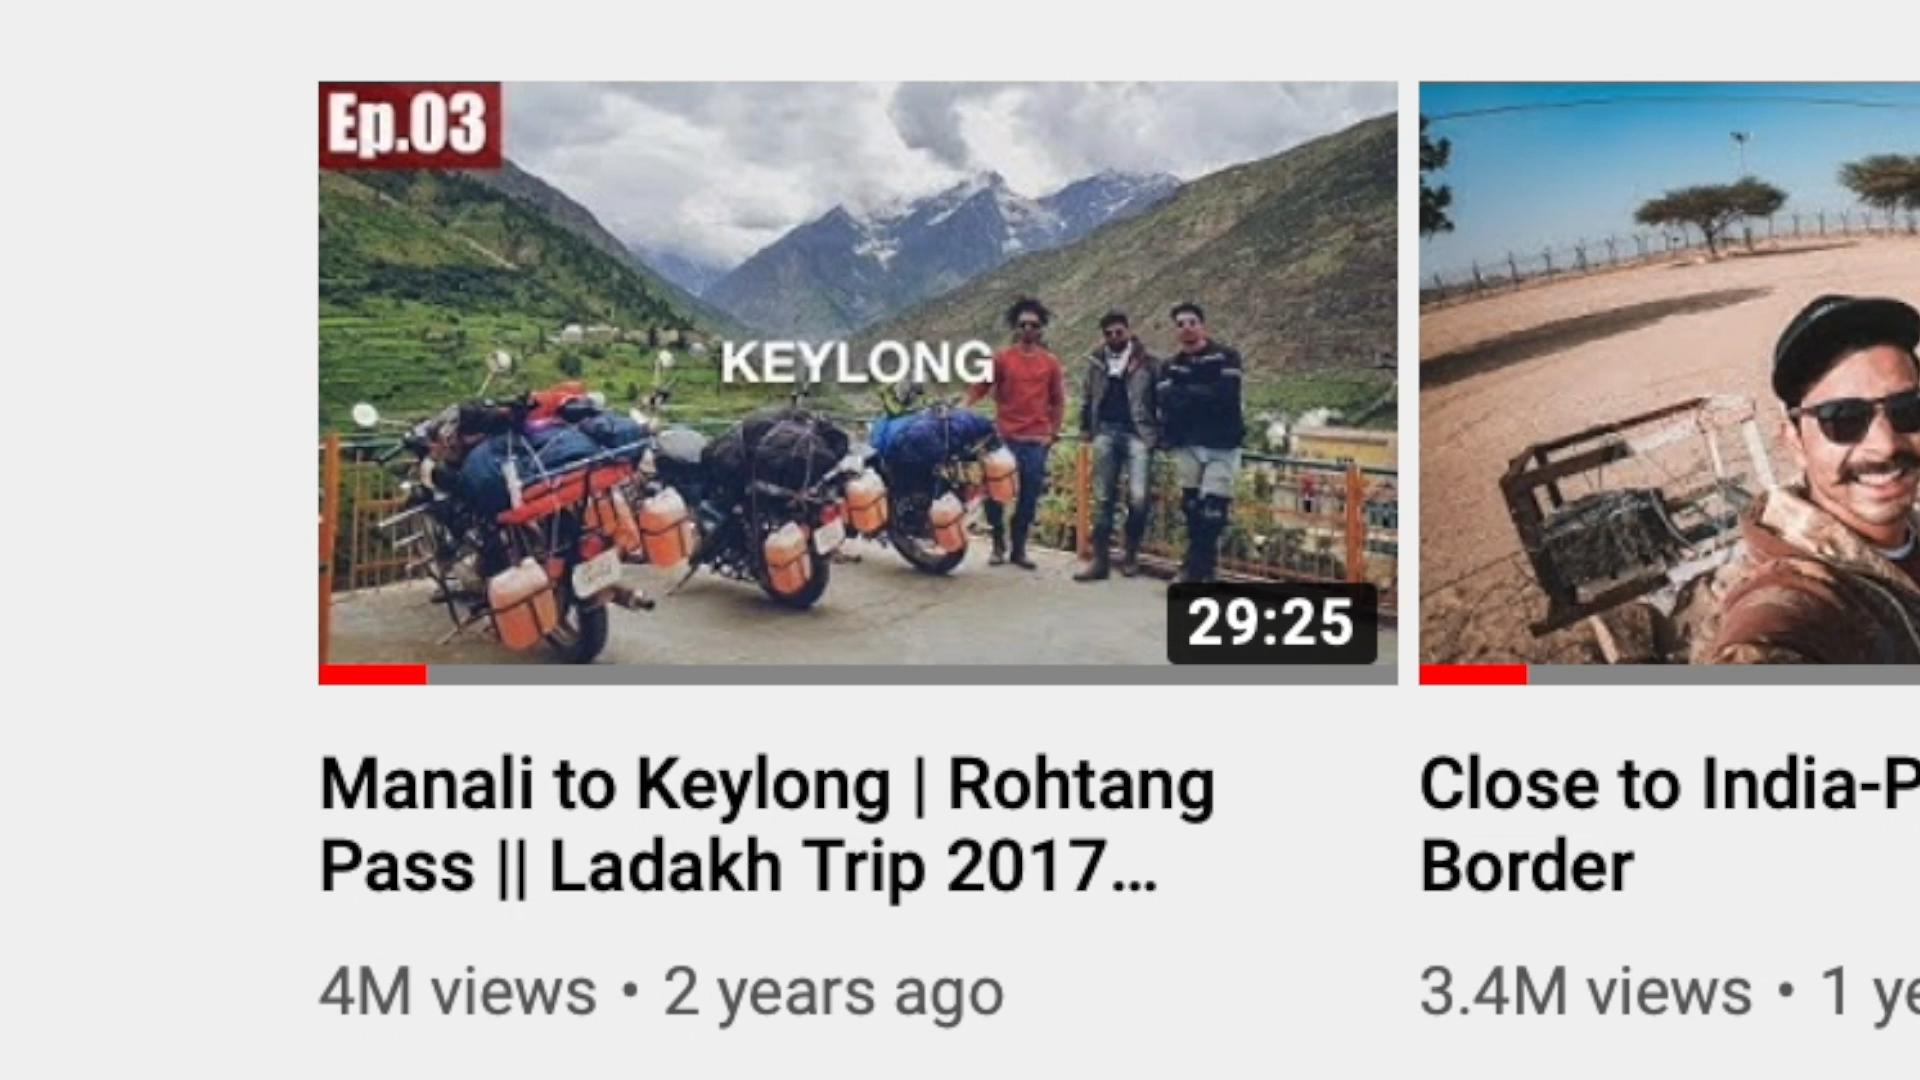 Ep.03
KEYLONG
29:25
Manali to Keylong | Rohtang
Pass || Ladakh Trip 2017...
4M views • 2 years ago
Close to India-P
Border
3.4M views • 1 ye